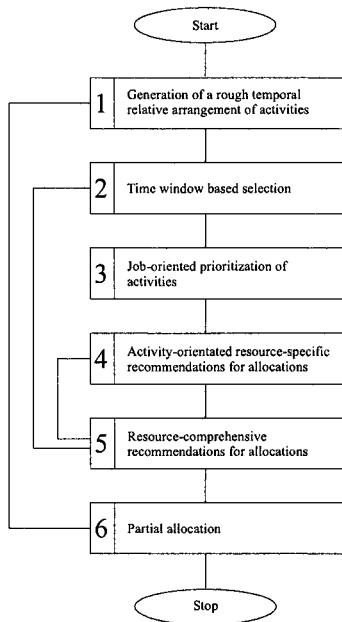 Start
1 Generation of a rough temporal
relative arrangement of activities
2 Time window based selection
3 Job-oriented prioritization of
activities
4 Activity-orientated resource-specific
recommendations for allocations
5 Resource-comprehensive
recommendations for allocations
6 Partial allocation
Stop